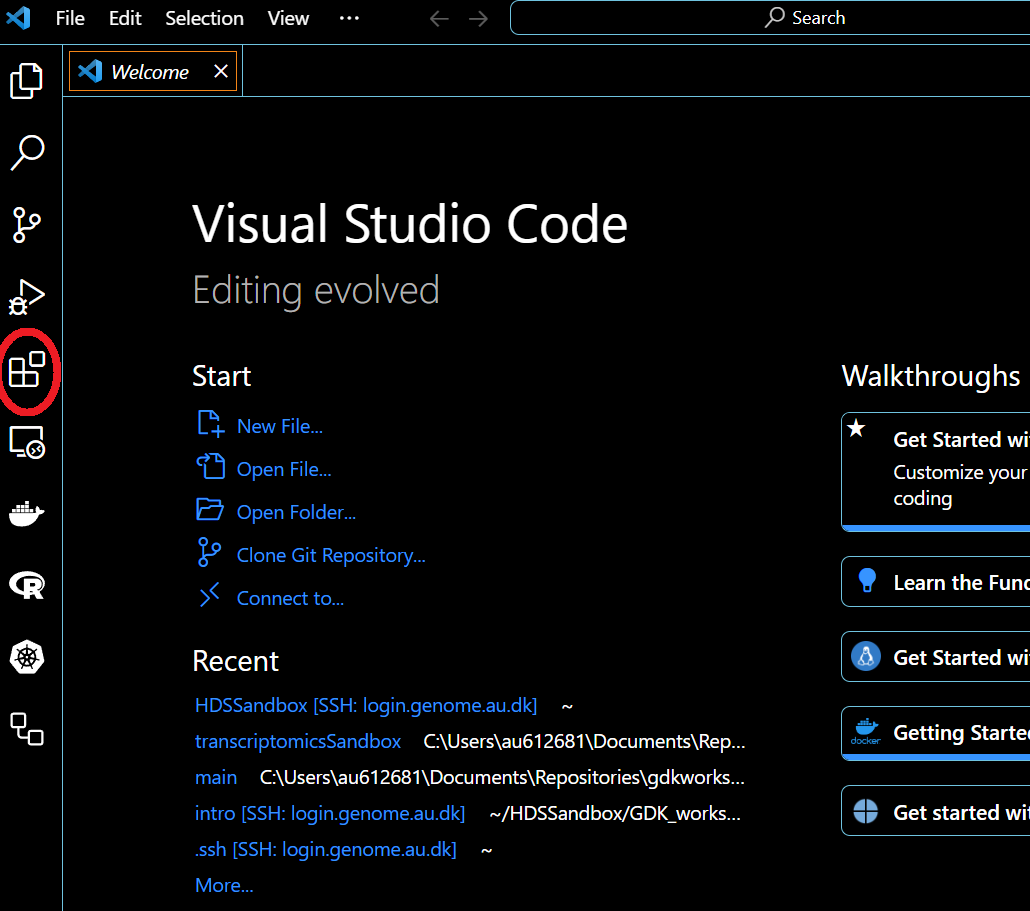 File Edit Selection View ··· Search
Welcome
Visual Studio Code
Editing evolved
Start
New File...
Open File...
Open Folder...
Clone Git Repository...
Connect to...
Recent
HDSSandbox [SSH: login.genome.au.dk] ~
transcriptomicsSandbox C:\Users\au612681\Documents\Rep...
main C:\Users\au612681\Documents\Repositories\gdkworks...
intro [SSH: login.genome.au.dk] ~/HDSSandbox/GDK_works...
.ssh [SSH: login.genome.au.dk] ~
More...
Walkthroughs
Get Started wi
Customize your
coding
Learn the Fund
Get Started wi
docker
Getting Started
Get started wit
R